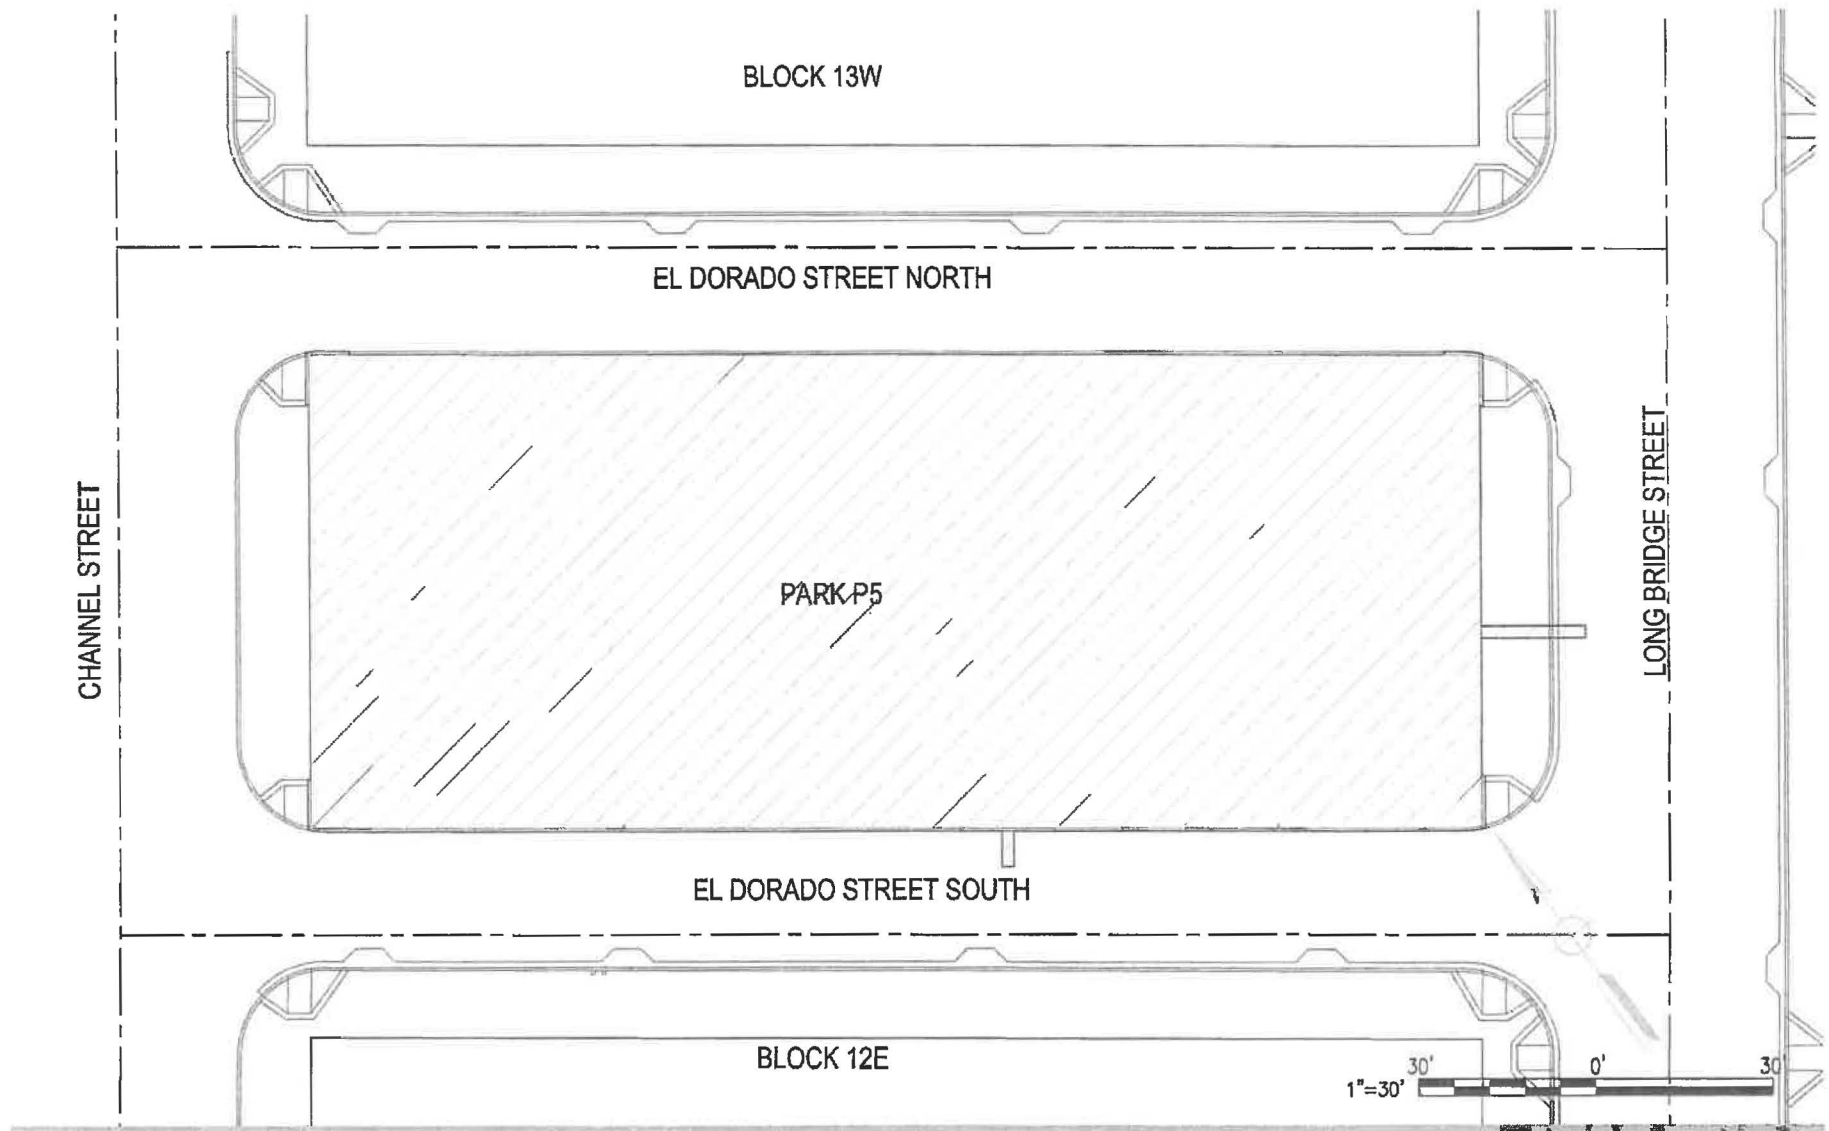 BLOCK 13W
EL DORADO STREET NORTH
CHANNEL STREET
LONG BRIDGE STREET
PARK P5
EL DORADO STREET SOUTH
BLOCK 12E
30' 0' 30'
1"=30'